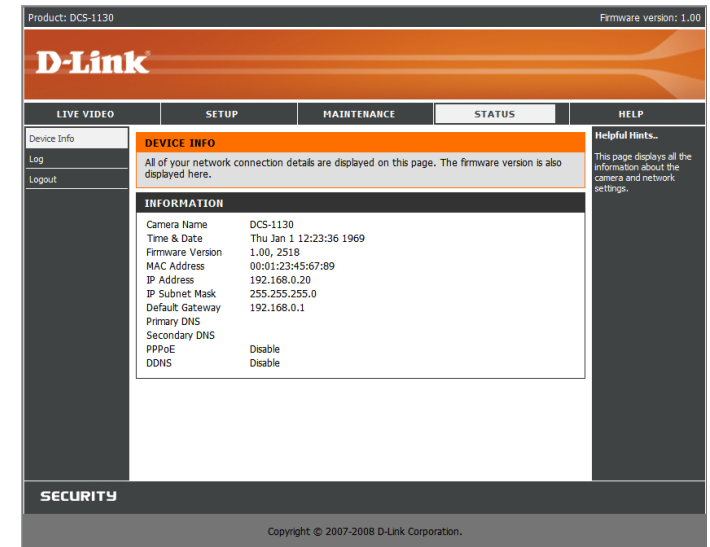 Product: DCS-1130
Firmware version: 1.00
D-Link
LIVE VIDEO
SETUP
MAINTENANCE
STATUS
HELP
Device Info
Log
Logout
DEVICE INFO
All of your network connection details are displayed on this page. The firmware version is also
displayed here.
INFORMATION
Camera Name DCS-1130
Time & Date Thu Jan 1 12:23:36 1969
Firmware Version 1.00, 2518
MAC Address 00:01:23:45:67:89
IP Address 192.168.0.20
IP Subnet Mask 255.255.255.0
Default Gateway 192.168.0.1
Primary DNS
Secondary DNS
PPPoE Disable
DDNS Disable
Helpful Hints..
This page displays all the
information about the
camera and network
settings.
SECURITY
Copyright © 2007-2008 D-Link Corporation.